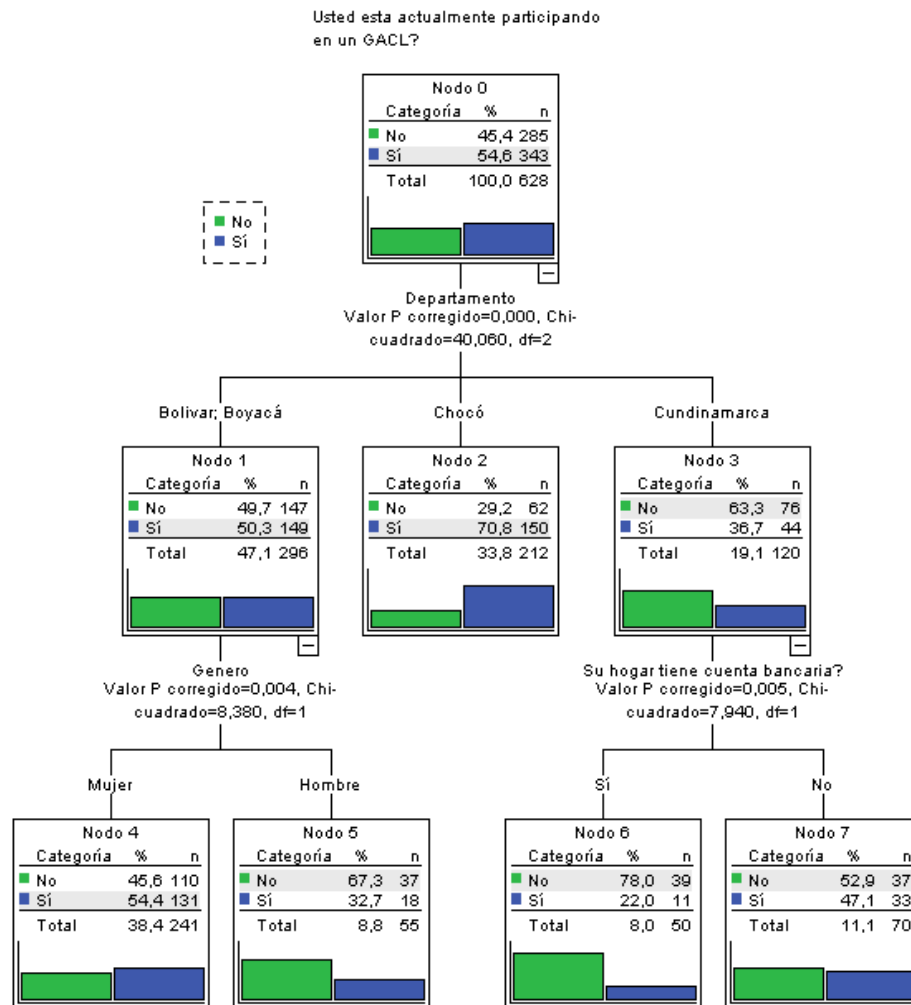 Usted esta actualmente participando
en un GACL?
Nodo 0
Categoría % n
No 45,4 285
Sí 54,6 343
Total 100,0 628
No
Sí
Departamento
Valor P corregido=0,000, Chi-
cuadrado=40,060, df=2
Bolivar; Boyacá
Chocó
Cundinamarca
Nodo 1
Categoría % n
No 49,7 147
Sí 50,3 149
Total 47,1 296
Nodo 2
Categoría % n
No 29,2 62
Sí 70,8 150
Total 33,8 212
Nodo 3
Categoría % n
No 63,3 76
Sí 36,7 44
Total 19,1 120
Genero
Valor P corregido=0,004, Chi-
cuadrado=8,380, df=1
Su hogar tiene cuenta bancaria?
Valor P corregido=0,005, Chi-
cuadrado=7,940, df=1
Mujer
Hombre
Sí
No
Nodo 4
Categoría % n
No 45,6 110
Sí 54,4 131
Total 38,4 241
Nodo 5
Categoría % n
No 67,3 37
Sí 32,7 18
Total 8,8 55
Nodo 6
Categoría % n
No 78,0 39
Sí 22,0 11
Total 8,0 50
Nodo 7
Categoría % n
No 52,9 37
Sí 47,1 33
Total 11,1 70